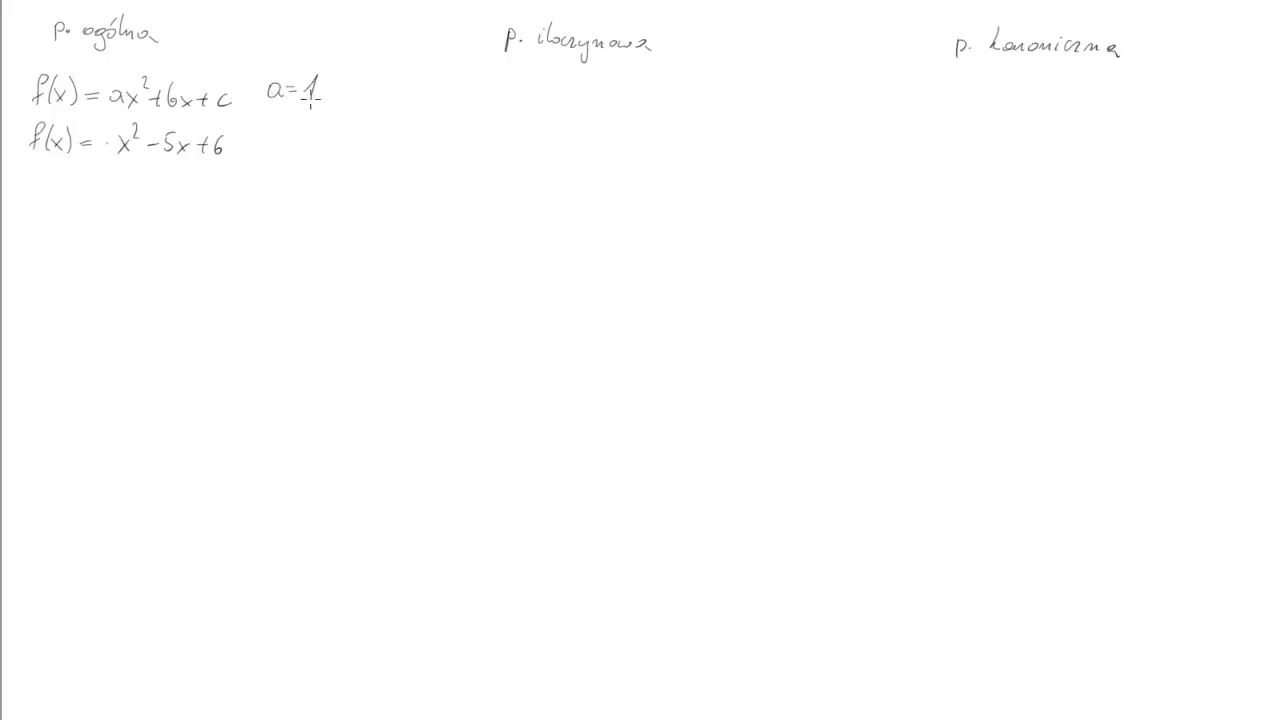 p. ogólna
p. iloczynowa
p. kanoniczna
f(x) = ax²+bx+c a=1
f(x) = · x² -5x+6